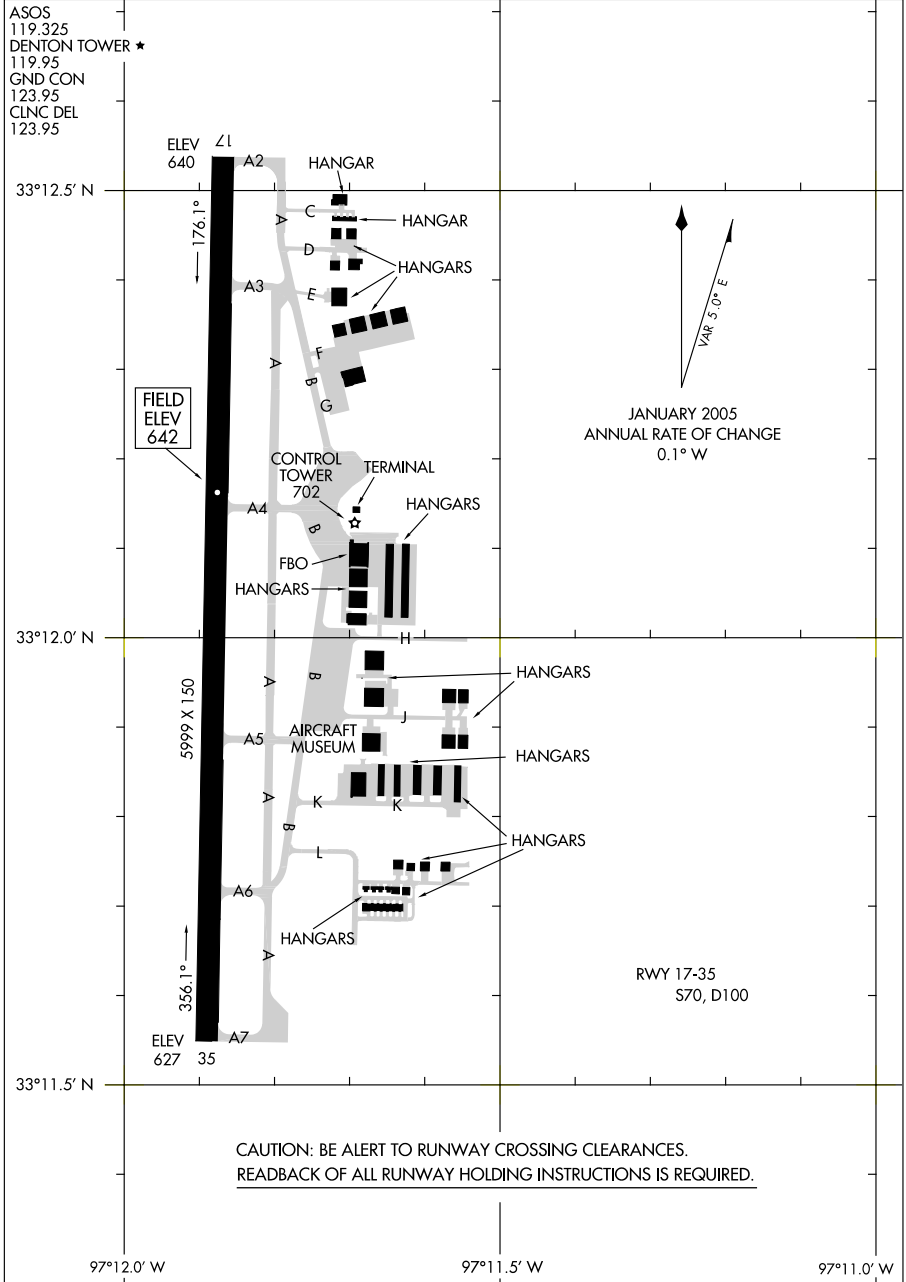 ASOS
119.325
DENTON TOWER ★
119.95
GND CON
123.95
CLNC DEL
123.95
ELEV
640
17
A2
HANGAR
33°12.5' N
C
A
HANGAR
176.1°
D
HANGARS
A3
E
VAR 5.0° E
F
A
B
G
FIELD
ELEV
642
JANUARY 2005
ANNUAL RATE OF CHANGE
0.1° W
CONTROL
TOWER
702
TERMINAL
HANGARS
A4
B
FBO
HANGARS
33°12.0' N
H
HANGARS
A
B
5999 X 150
J
A5
AIRCRAFT
MUSEUM
HANGARS
A
K
K
B
HANGARS
L
A6
HANGARS
356.1°
A
RWY 17-35
S70, D100
ELEV
627
35
A7
33°11.5' N
CAUTION: BE ALERT TO RUNWAY CROSSING CLEARANCES.
READBACK OF ALL RUNWAY HOLDING INSTRUCTIONS IS REQUIRED.
97°12.0' W
97°11.5' W
97°11.0' W